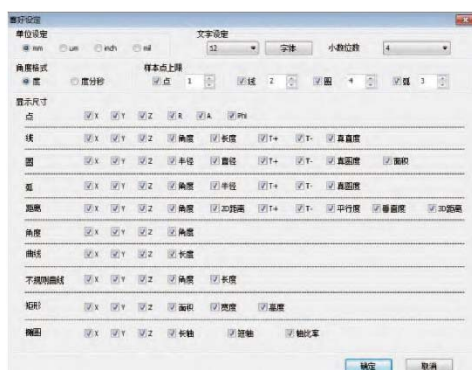 喜好设定
单位设定 文字设定
mm um inch mil 12 字体 小数位数 4
角度格式 样本点上限
度 度分秒 点 1 线 2 圆 4 弧 3
显示尺寸
点 X Y Z R A Phi
线 X Y Z 角度 长度 T+ T- 真直度
圆 X Y Z 半径 直径 T+ T- 真圆度 面积
弧 X Y Z 角度 半径 T+ T- 真圆度
距离 X Y Z 角度 2D距离 T+ T- 平行度 垂直度 3D距离
角度 X Y Z 角度
曲线 X Y Z 长度
不规则曲线 X Y Z 角度 长度
矩形 X Y Z 面积 宽度 高度
椭圆 X Y Z 长轴 短轴 轴比率
确定 取消